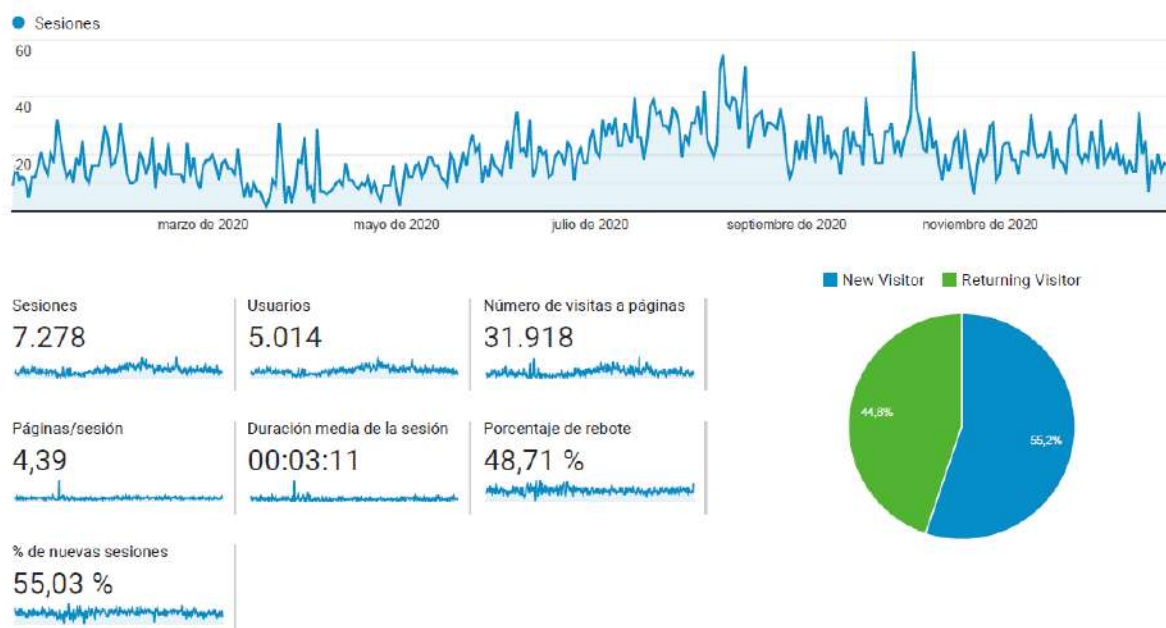 Sesiones
60
40
20
marzo de 2020 mayo de 2020 julio de 2020 septiembre de 2020 noviembre de 2020
New Visitor Returning Visitor
Sesiones
7.278
Usuarios
5.014
Número de visitas a páginas
31.918
Páginas/sesión
4,39
Duración media de la sesión
00:03:11
Porcentaje de rebote
48,71 %
% de nuevas sesiones
55,03 %
44,8%
55,2%